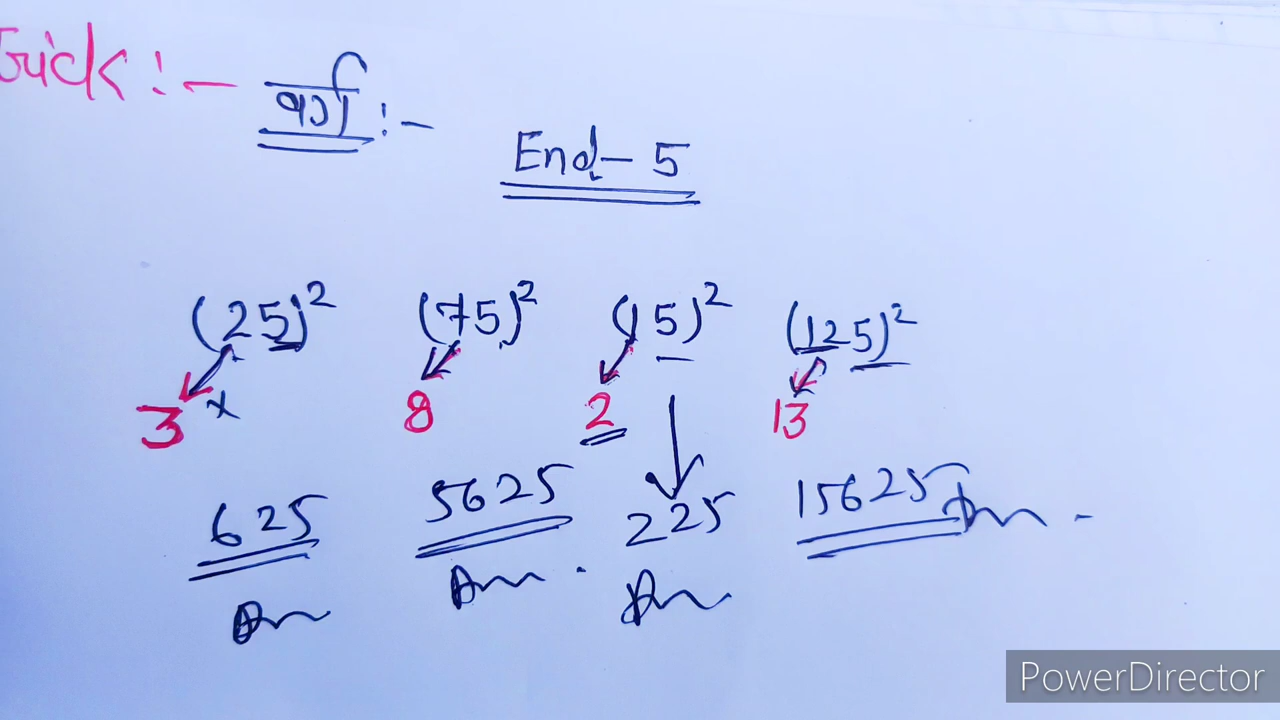 Trick:-
वर्ग:-
End- 5
(25)² (75)² (15)² (125)²
3 x 8 2 13
625 5625 225 15625 Ans.
Ans Ans. Ans
PowerDirector